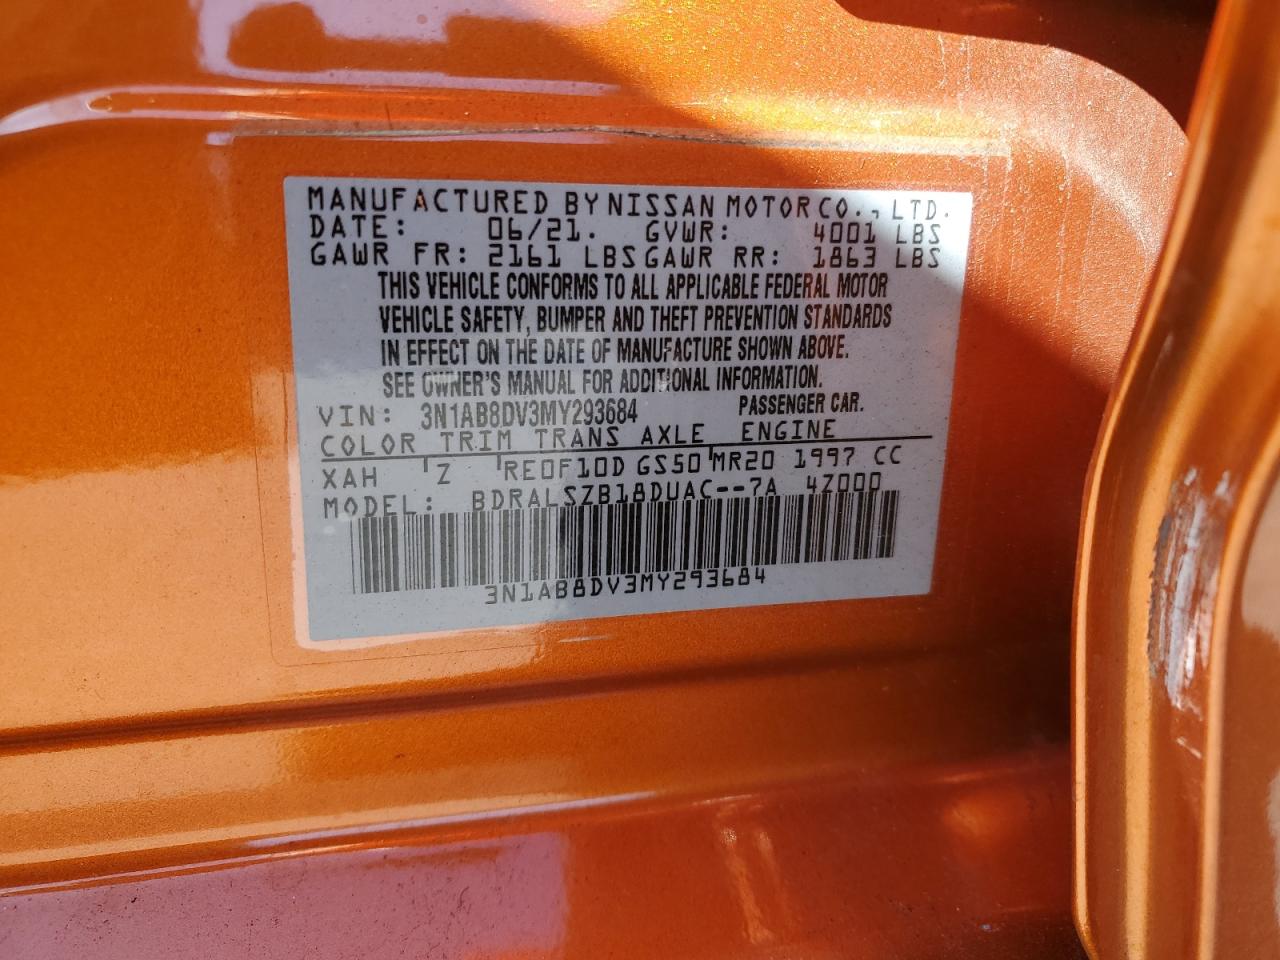 MANUFACTURED BY NISSAN MOTOR CO., LTD.
DATE: 06/21. GVWR: 4001 LBS
GAWR FR: 2161 LBS GAWR RR: 1863 LBS
THIS VEHICLE CONFORMS TO ALL APPLICABLE FEDERAL MOTOR
VEHICLE SAFETY, BUMPER AND THEFT PREVENTION STANDARDS
IN EFFECT ON THE DATE OF MANUFACTURE SHOWN ABOVE.
SEE OWNER'S MANUAL FOR ADDITIONAL INFORMATION.
VIN: 3N1AB8DV3MY293684 PASSENGER CAR.
COLOR TRIM TRANS AXLE ENGINE
XAH Z RE0F10D GS50 MR20 1997 CC
MODEL: BDRALSZB18DUAC--7A 4Z000
3N1AB8DV3MY293684